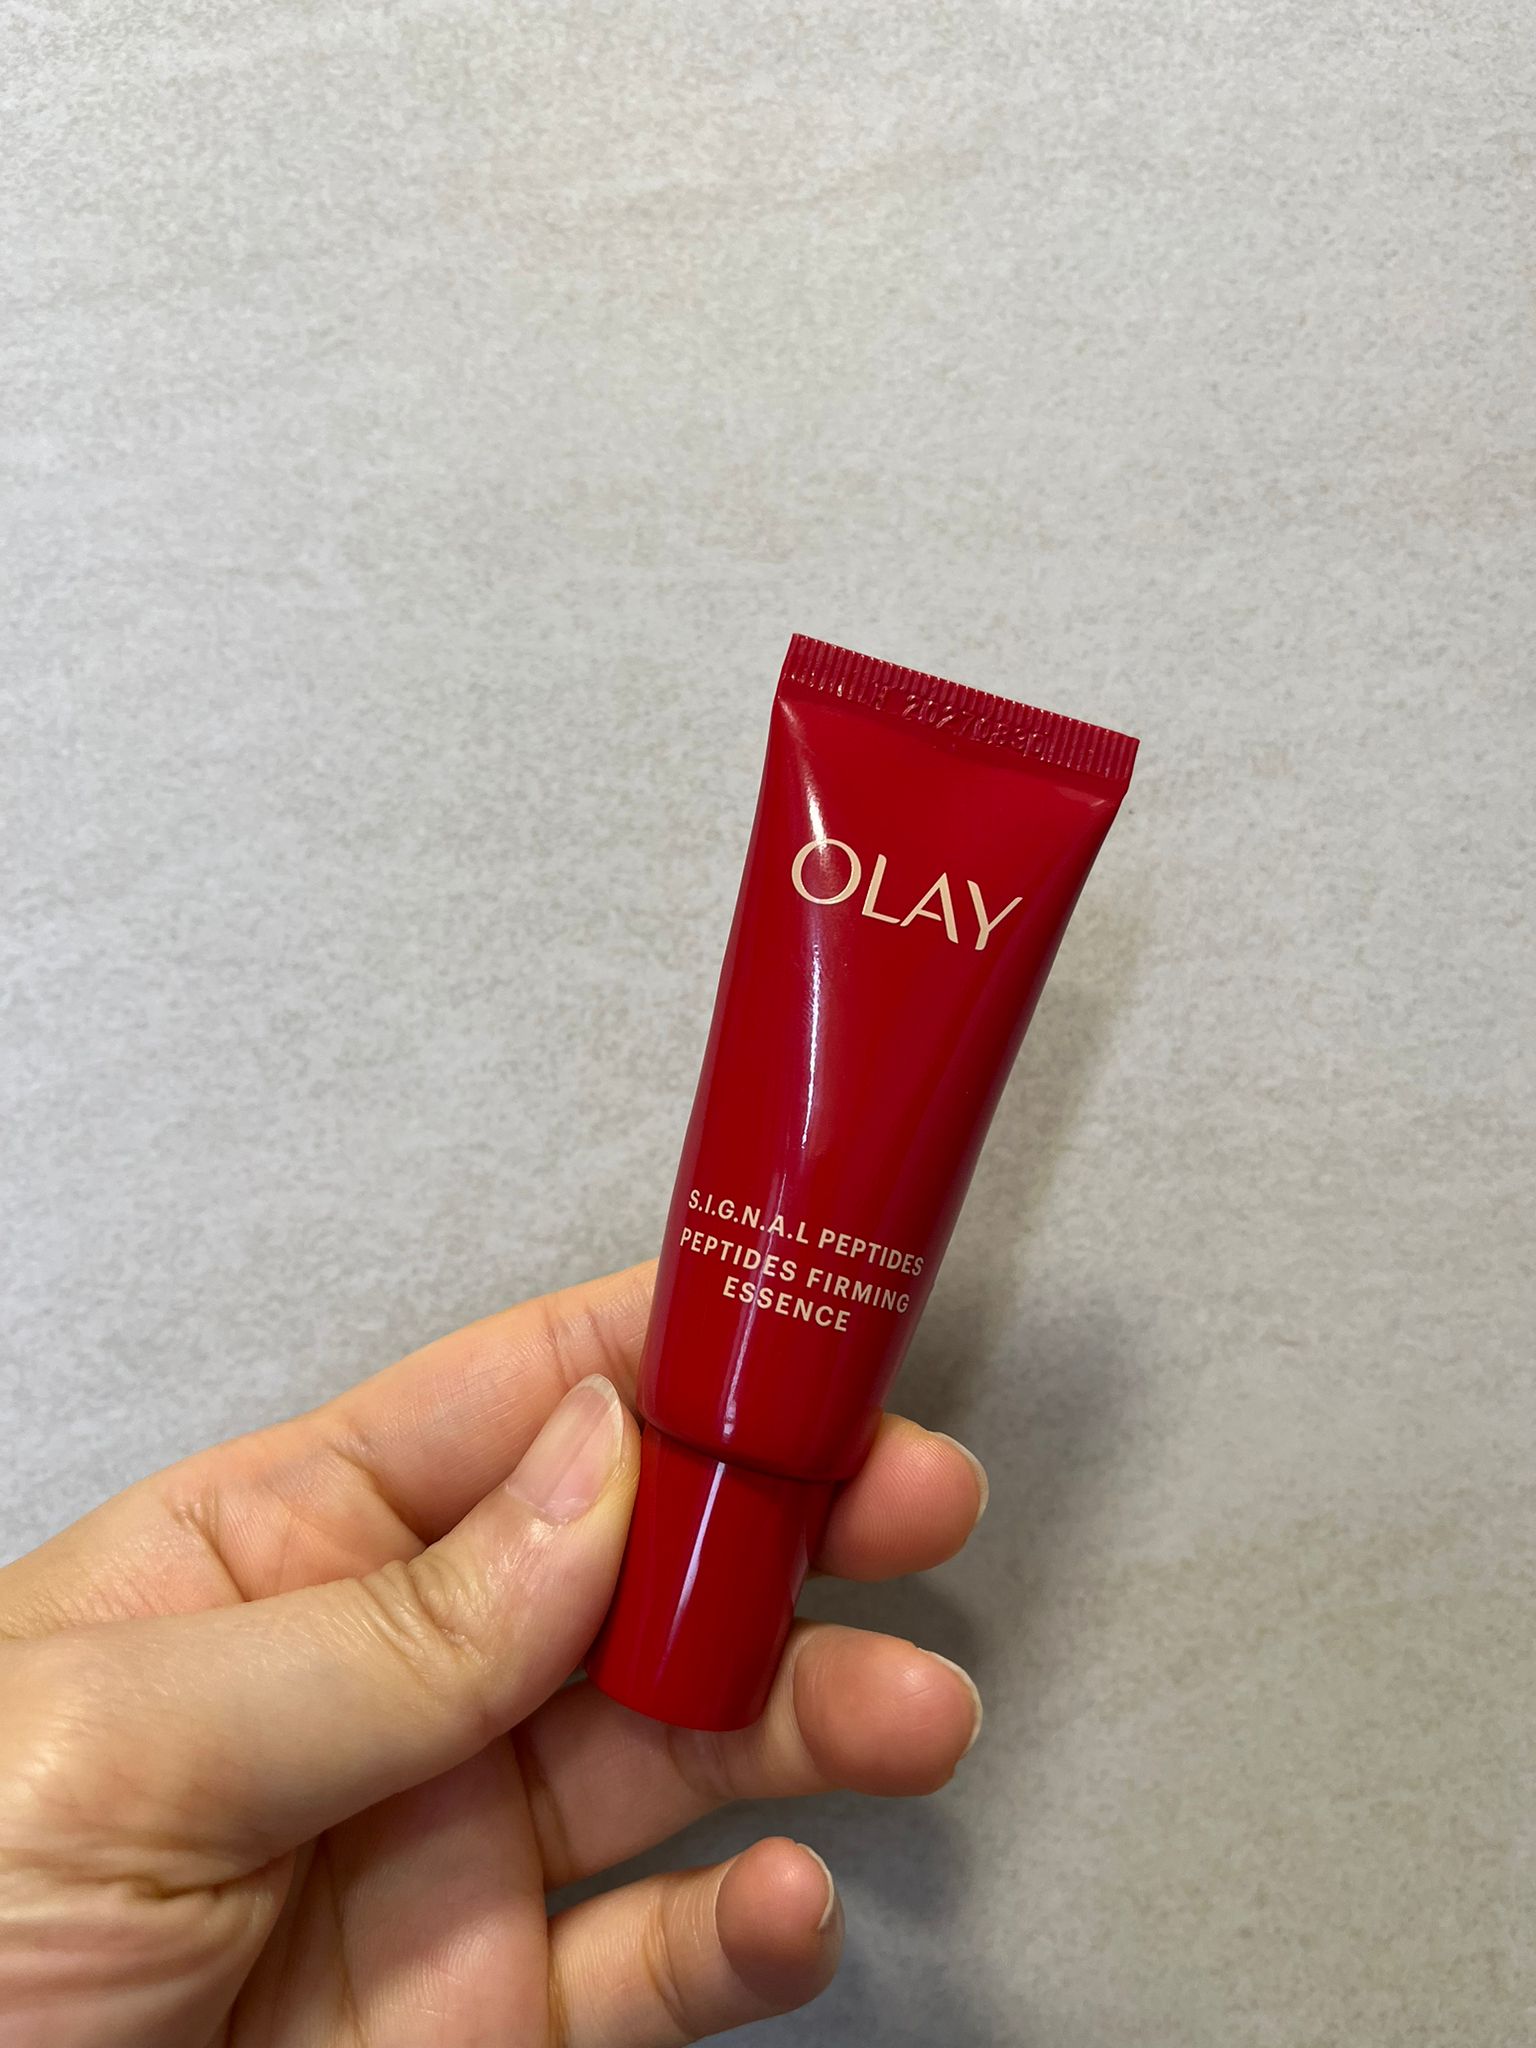 OLAY
S.I.G.N.A.L PEPTIDES
PEPTIDES FIRMING
ESSENCE